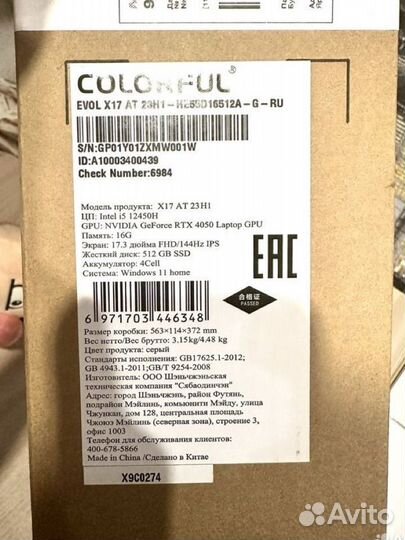 COLORFUL®
EVOL X17 AT 23H1-H255D16512A-G-RU
S/N:GP01Y01ZXMW001W
ID:A10003400439
Check Number:6984
Модель продукта: X17 AT 23H1
ЦП: Intel i5 12450H
GPU: NVIDIA GeForce RTX 4050 Laptop GPU
Память: 16G
Экран: 17.3 дюйма FHD/144Hz IPS
Жесткий диск: 512 GB SSD
Аккумулятор: 4Cell
Система: Windows 11 home
EAC
合格证
PASSED
6 971703 446348
Размер коробки: 563×114×372 mm
Вес нетто/Вес брутто: 3,15кг/4,48 кг
Цвет продукта: серый
Стандарты исполнения: GB17625.1-2012;
GB 4943.1-2011;GB/T 9254-2008
Изготовитель: ООО Шэньчжэньская
техническая компания "Сябаодинчжи"
Адрес: город Шэньчжэнь, район Футянь,
подрайон Мэйлинь, комьюнити Мэйду, улица
Чжункан, дом 128, центральная площадь
Чжоюэ Мэйлинь (северная зона), строение 3,
офис 1003
Телефон для обслуживания клиентов:
400-678-5866
Made in China /Сделано в Китае
X9C0274
Avito